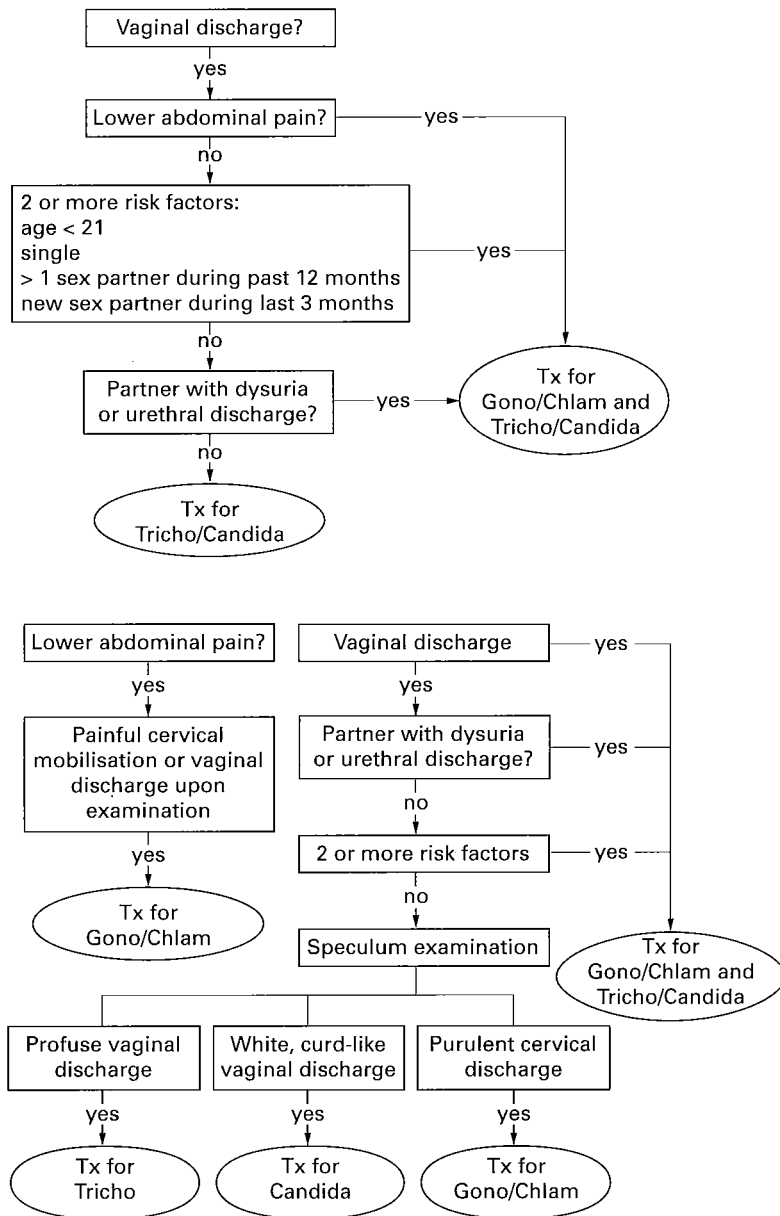 Vaginal discharge?
yes
Lower abdominal pain?
yes
no
2 or more risk factors:
age < 21
single
> 1 sex partner during past 12 months
new sex partner during last 3 months
yes
no
Partner with dysuria
or urethral discharge?
yes
Tx for
Gono/Chlam and
Tricho/Candida
no
Tx for
Tricho/Candida
Lower abdominal pain?
yes
Painful cervical
mobilisation or vaginal
discharge upon
examination
yes
Tx for
Gono/Chlam
Vaginal discharge
yes
yes
Partner with dysuria
or urethral discharge?
yes
no
2 or more risk factors
yes
no
Speculum examination
Tx for
Gono/Chlam and
Tricho/Candida
Profuse vaginal
discharge
yes
Tx for
Tricho
White, curd-like
vaginal discharge
yes
Tx for
Candida
Purulent cervical
discharge
yes
Tx for
Gono/Chlam